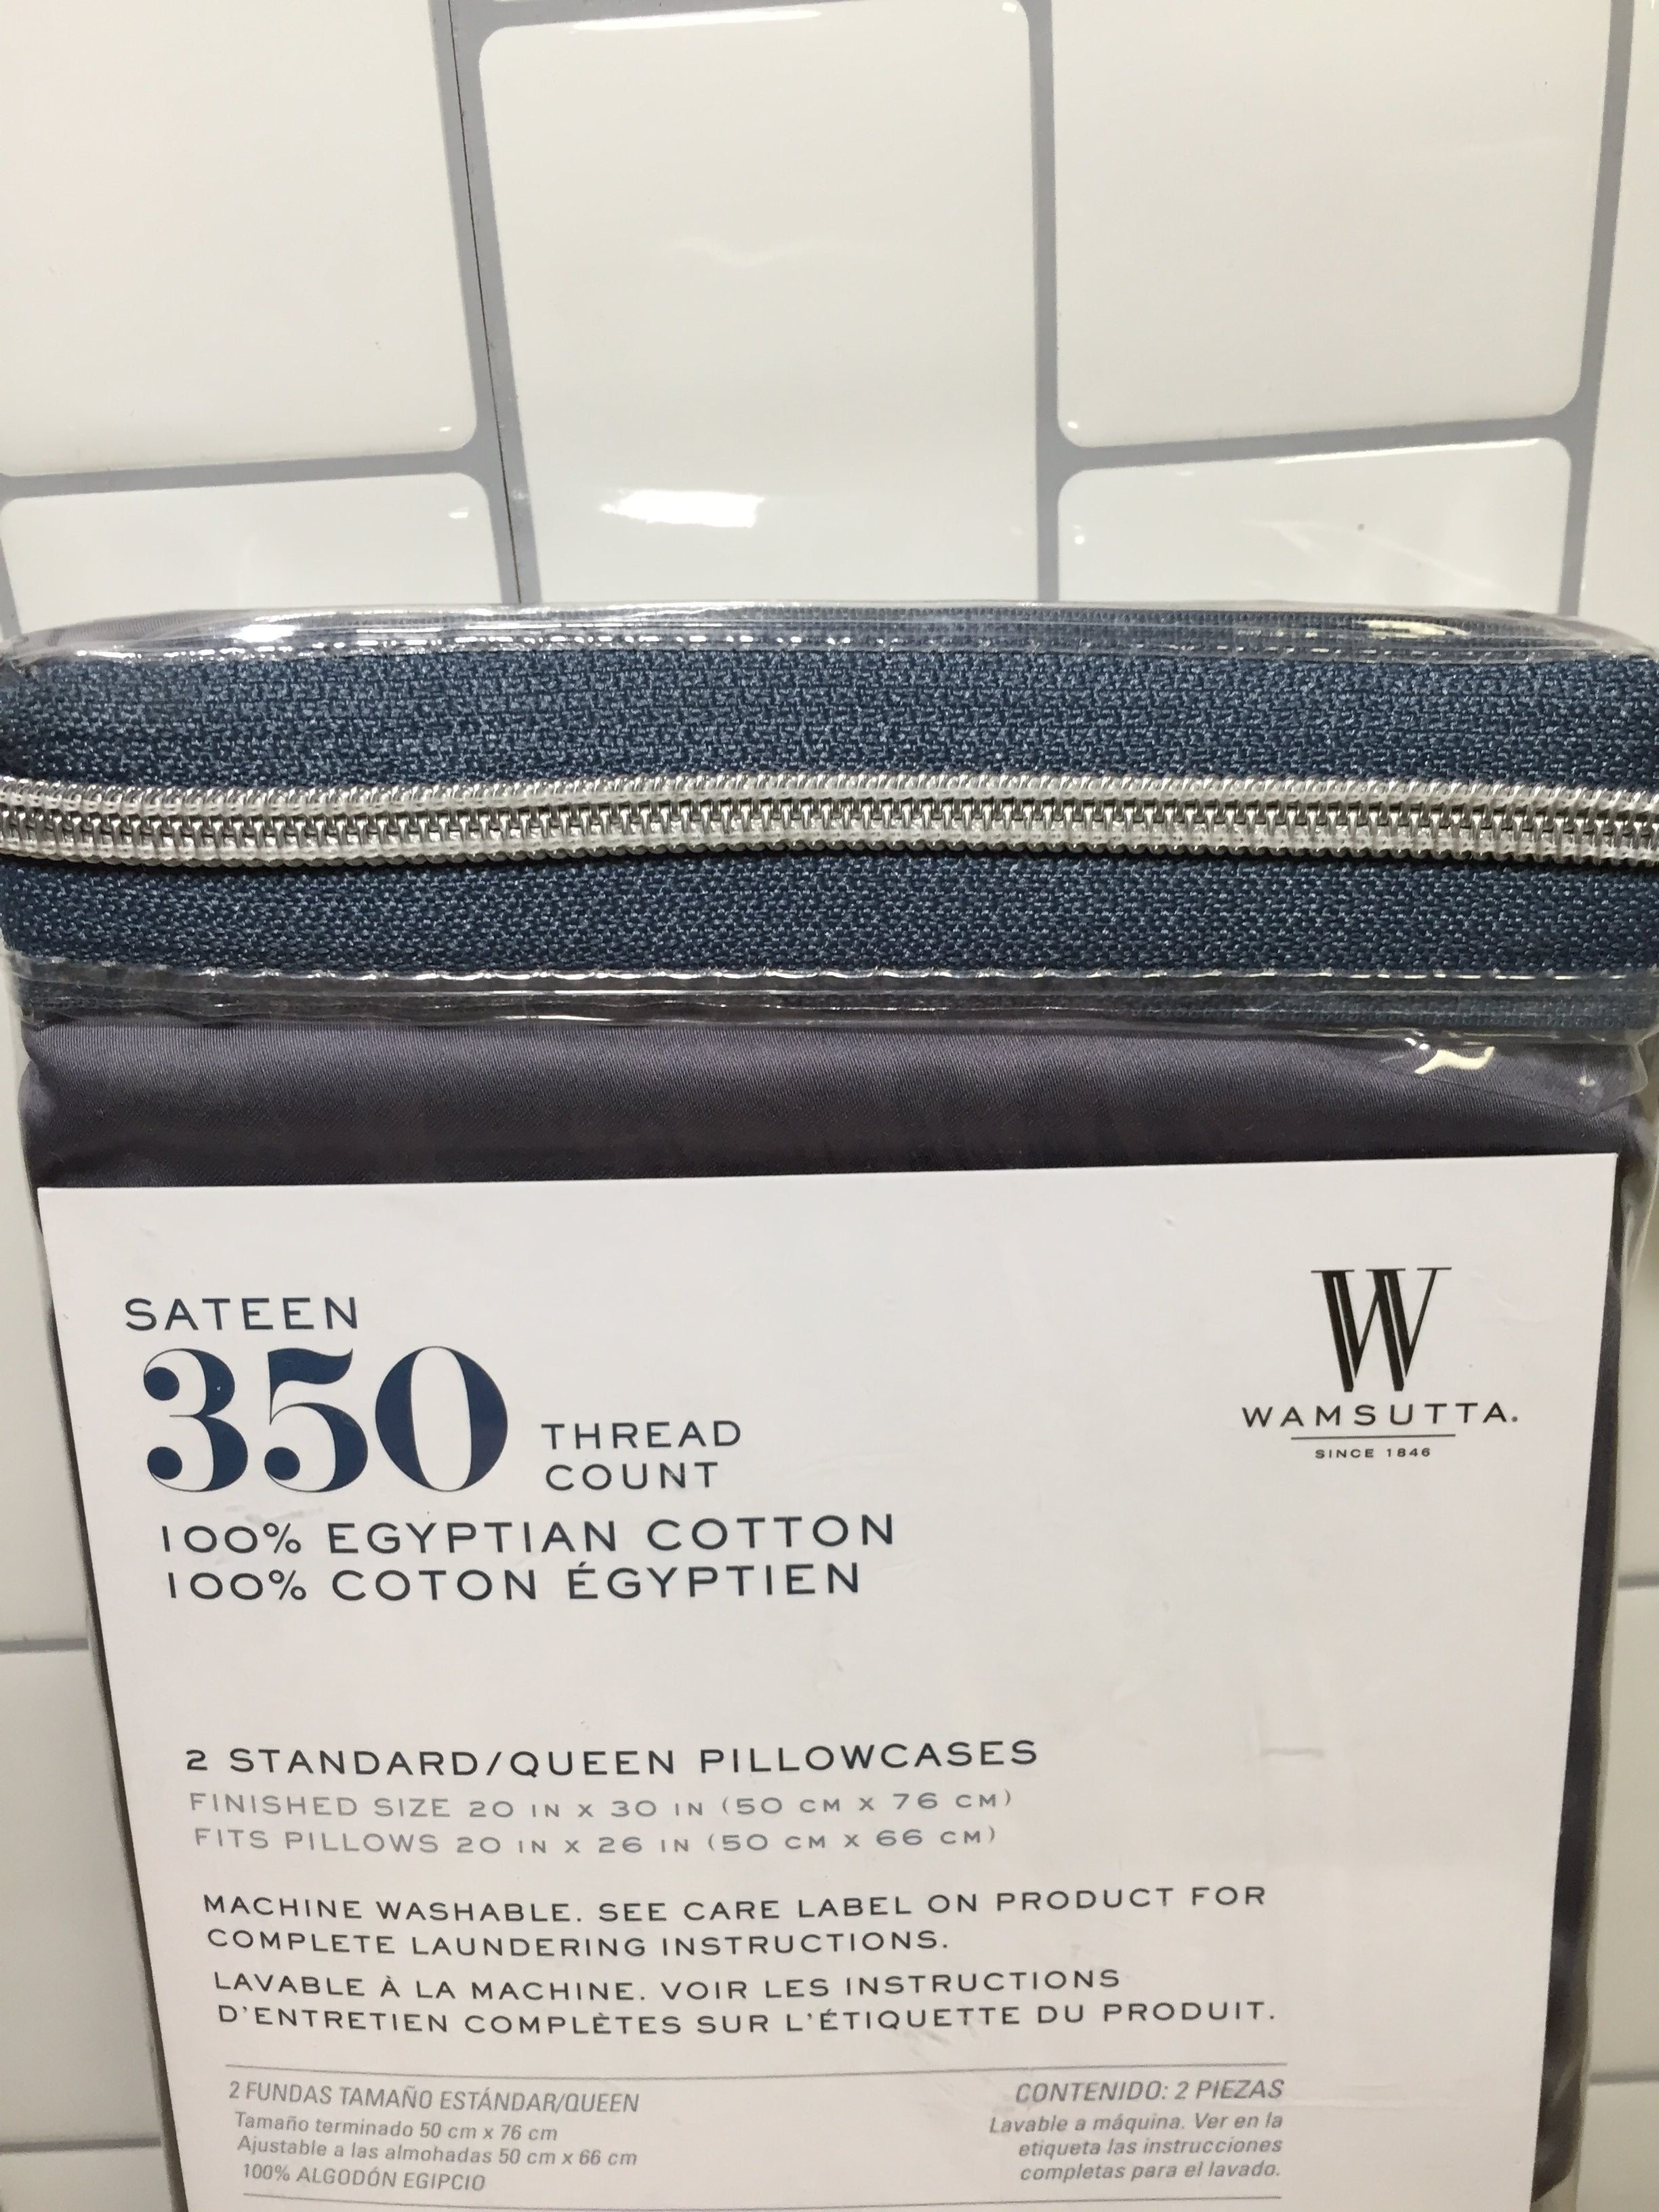 SATEEN
350 THREAD
COUNT
100% EGYPTIAN COTTON
100% COTON ÉGYPTIEN
W
WAMSUTTA.
SINCE 1846
2 STANDARD/QUEEN PILLOWCASES
FINISHED SIZE 20 IN X 30 IN (50 CM X 76 CM)
FITS PILLOWS 20 IN X 26 IN (50 CM X 66 CM)
MACHINE WASHABLE. SEE CARE LABEL ON PRODUCT FOR
COMPLETE LAUNDERING INSTRUCTIONS.
LAVABLE À LA MACHINE. VOIR LES INSTRUCTIONS
D'ENTRETIEN COMPLÈTES SUR L'ÉTIQUETTE DU PRODUIT.
2 FUNDAS TAMAÑO ESTÁNDAR/QUEEN
Tamaño terminado 50 cm x 76 cm
Ajustable a las almohadas 50 cm x 66 cm
100% ALGODÓN EGIPCIO
CONTENIDO: 2 PIEZAS
Lavable a máquina. Ver en la
etiqueta las instrucciones
completas para el lavado.